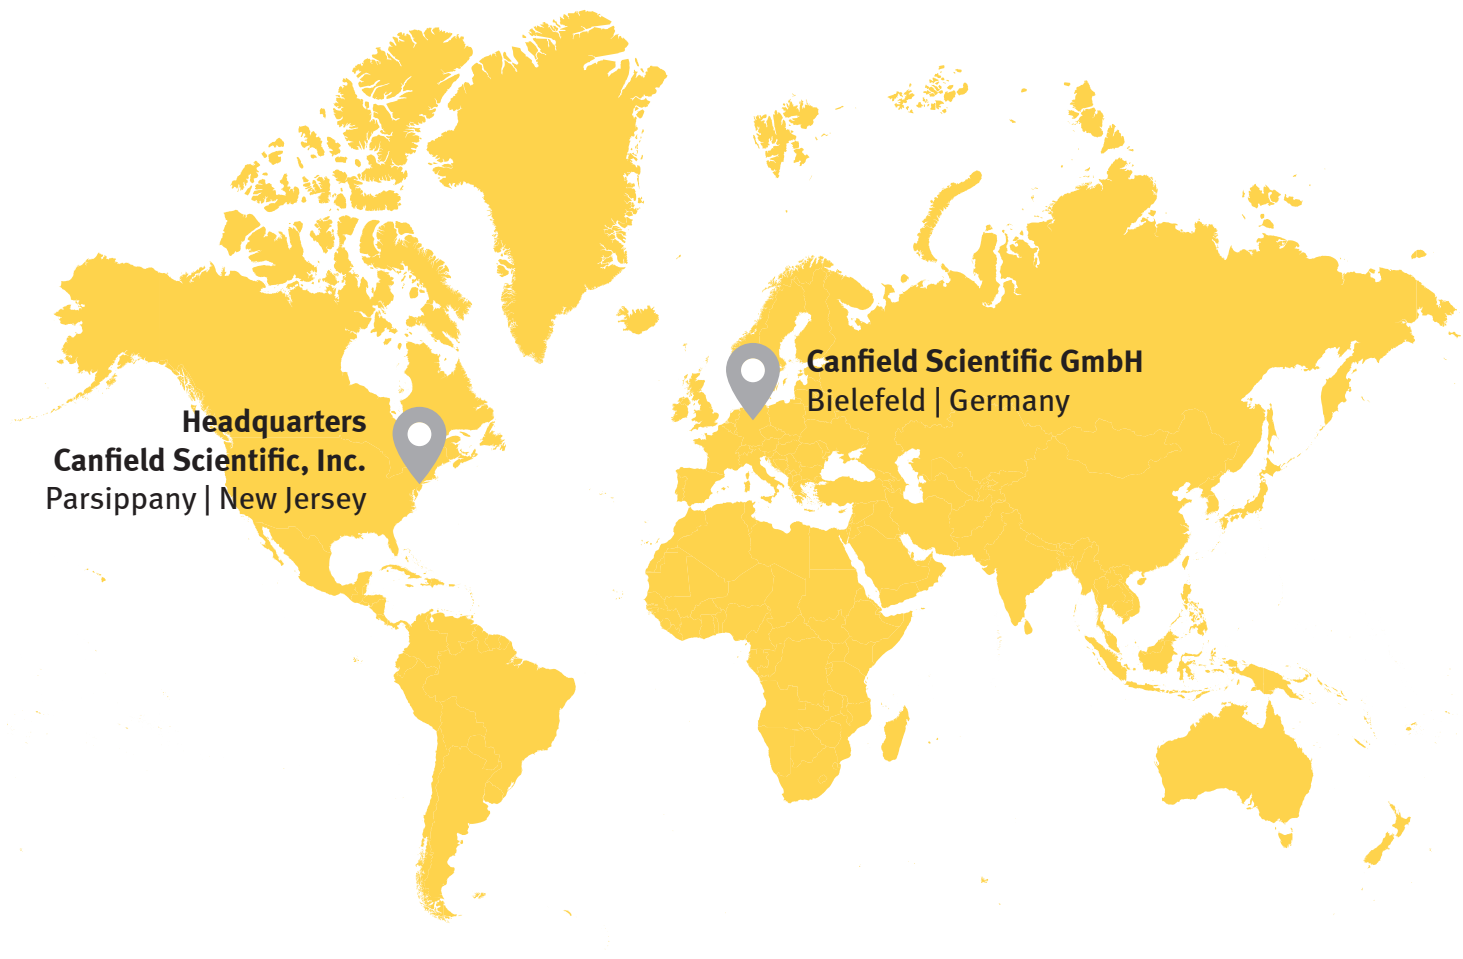 Headquarters
Canfield Scientific, Inc.
Parsippany | New Jersey
Canfield Scientific GmbH
Bielefeld | Germany